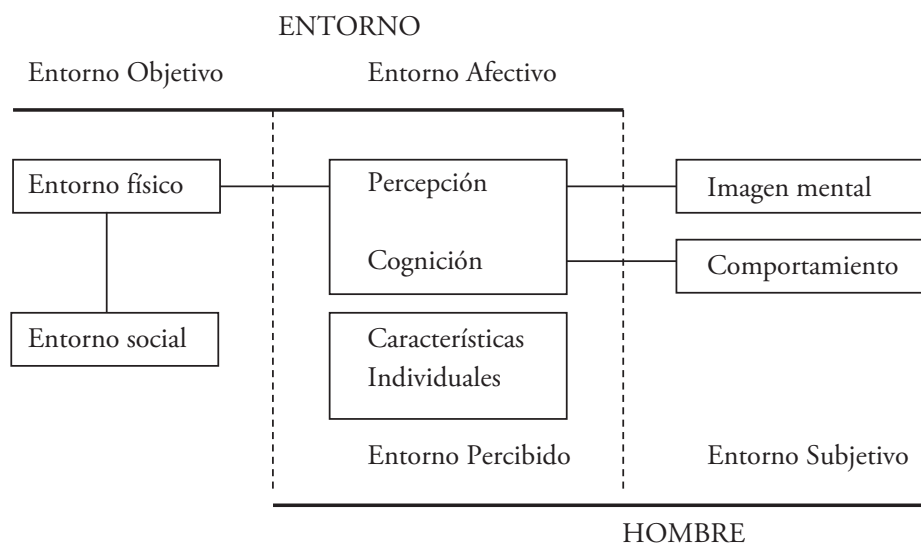 ENTORNO
Entorno Objetivo
Entorno Afectivo
Entorno físico
Percepción
Imagen mental
Cognición
Comportamiento
Entorno social
Características
Individuales
Entorno Percibido
Entorno Subjetivo
HOMBRE